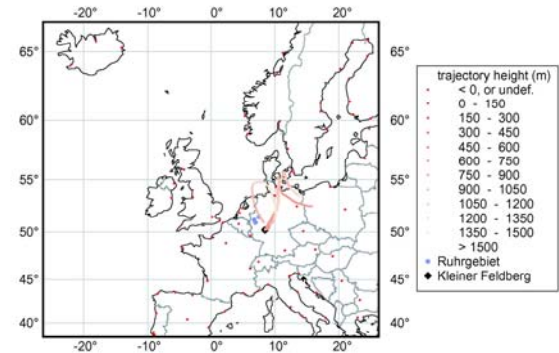 -20° -10° 0° 10° 20°
65° 65°
60° 60°
55° 55°
50° 50°
45° 45°
40° 40°
-20° -10° 0° 10° 20°
trajectory height (m)
< 0, or undef.
0 - 150
150 - 300
300 - 450
450 - 600
600 - 750
750 - 900
900 - 1050
1050 - 1200
1200 - 1350
1350 - 1500
> 1500
Ruhrgebiet
Kleiner Feldberg